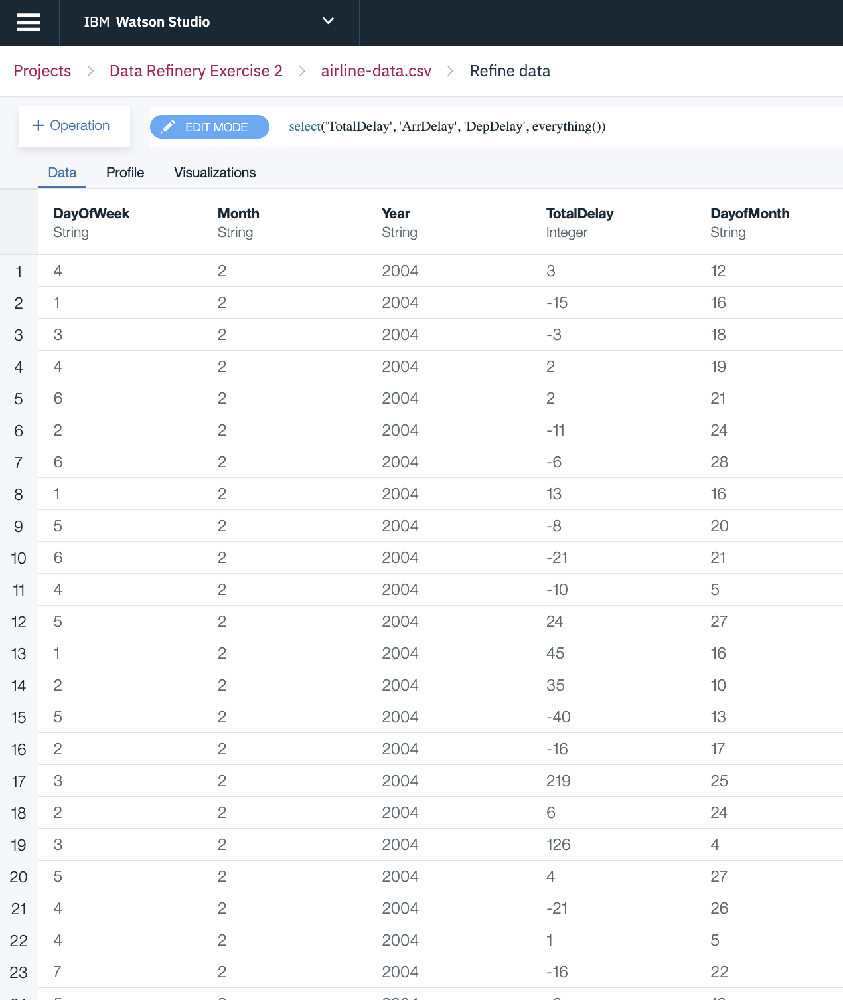 IBM Watson Studio
Projects > Data Refinery Exercise 2 > airline-data.csv > Refine data
+ Operation EDIT MODE select('TotalDelay', 'ArrDelay', 'DepDelay', everything())
Data Profile Visualizations
DayOfWeek Month Year TotalDelay DayofMonth
String String String Integer String
1 4 2 2004 3 12
2 1 2 2004 -15 16
3 3 2 2004 -3 18
4 4 2 2004 2 19
5 6 2 2004 2 21
6 2 2 2004 -11 24
7 6 2 2004 -6 28
8 1 2 2004 13 16
9 5 2 2004 -8 20
10 6 2 2004 -21 21
11 4 2 2004 -10 5
12 5 2 2004 24 27
13 1 2 2004 45 16
14 2 2 2004 35 10
15 5 2 2004 -40 13
16 2 2 2004 -16 17
17 3 2 2004 219 25
18 2 2 2004 6 24
19 3 2 2004 126 4
20 5 2 2004 4 27
21 4 2 2004 -21 26
22 4 2 2004 1 5
23 7 2 2004 -16 22